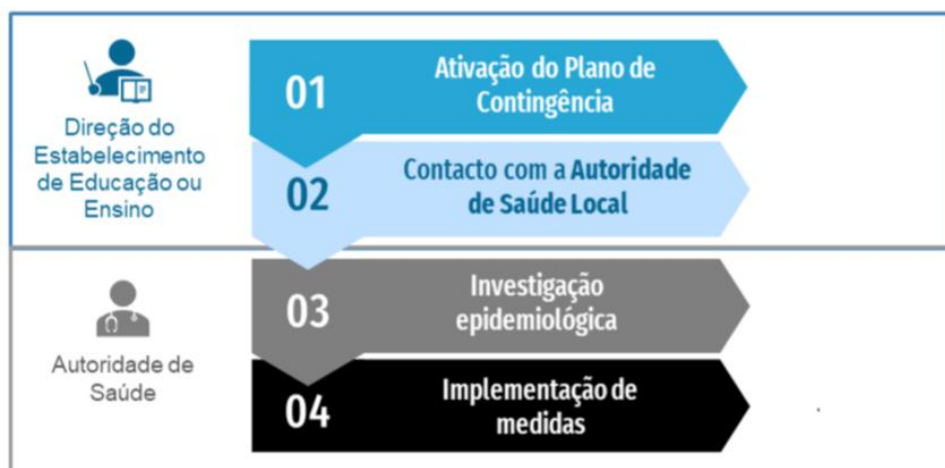 Direção do
Estabelecimento
de Educação ou
Ensino
01
Ativação do Plano de
Contingência
02
Contacto com a Autoridade
de Saúde Local
Autoridade de
Saúde
03
Investigação
epidemiológica
04
Implementação de
medidas